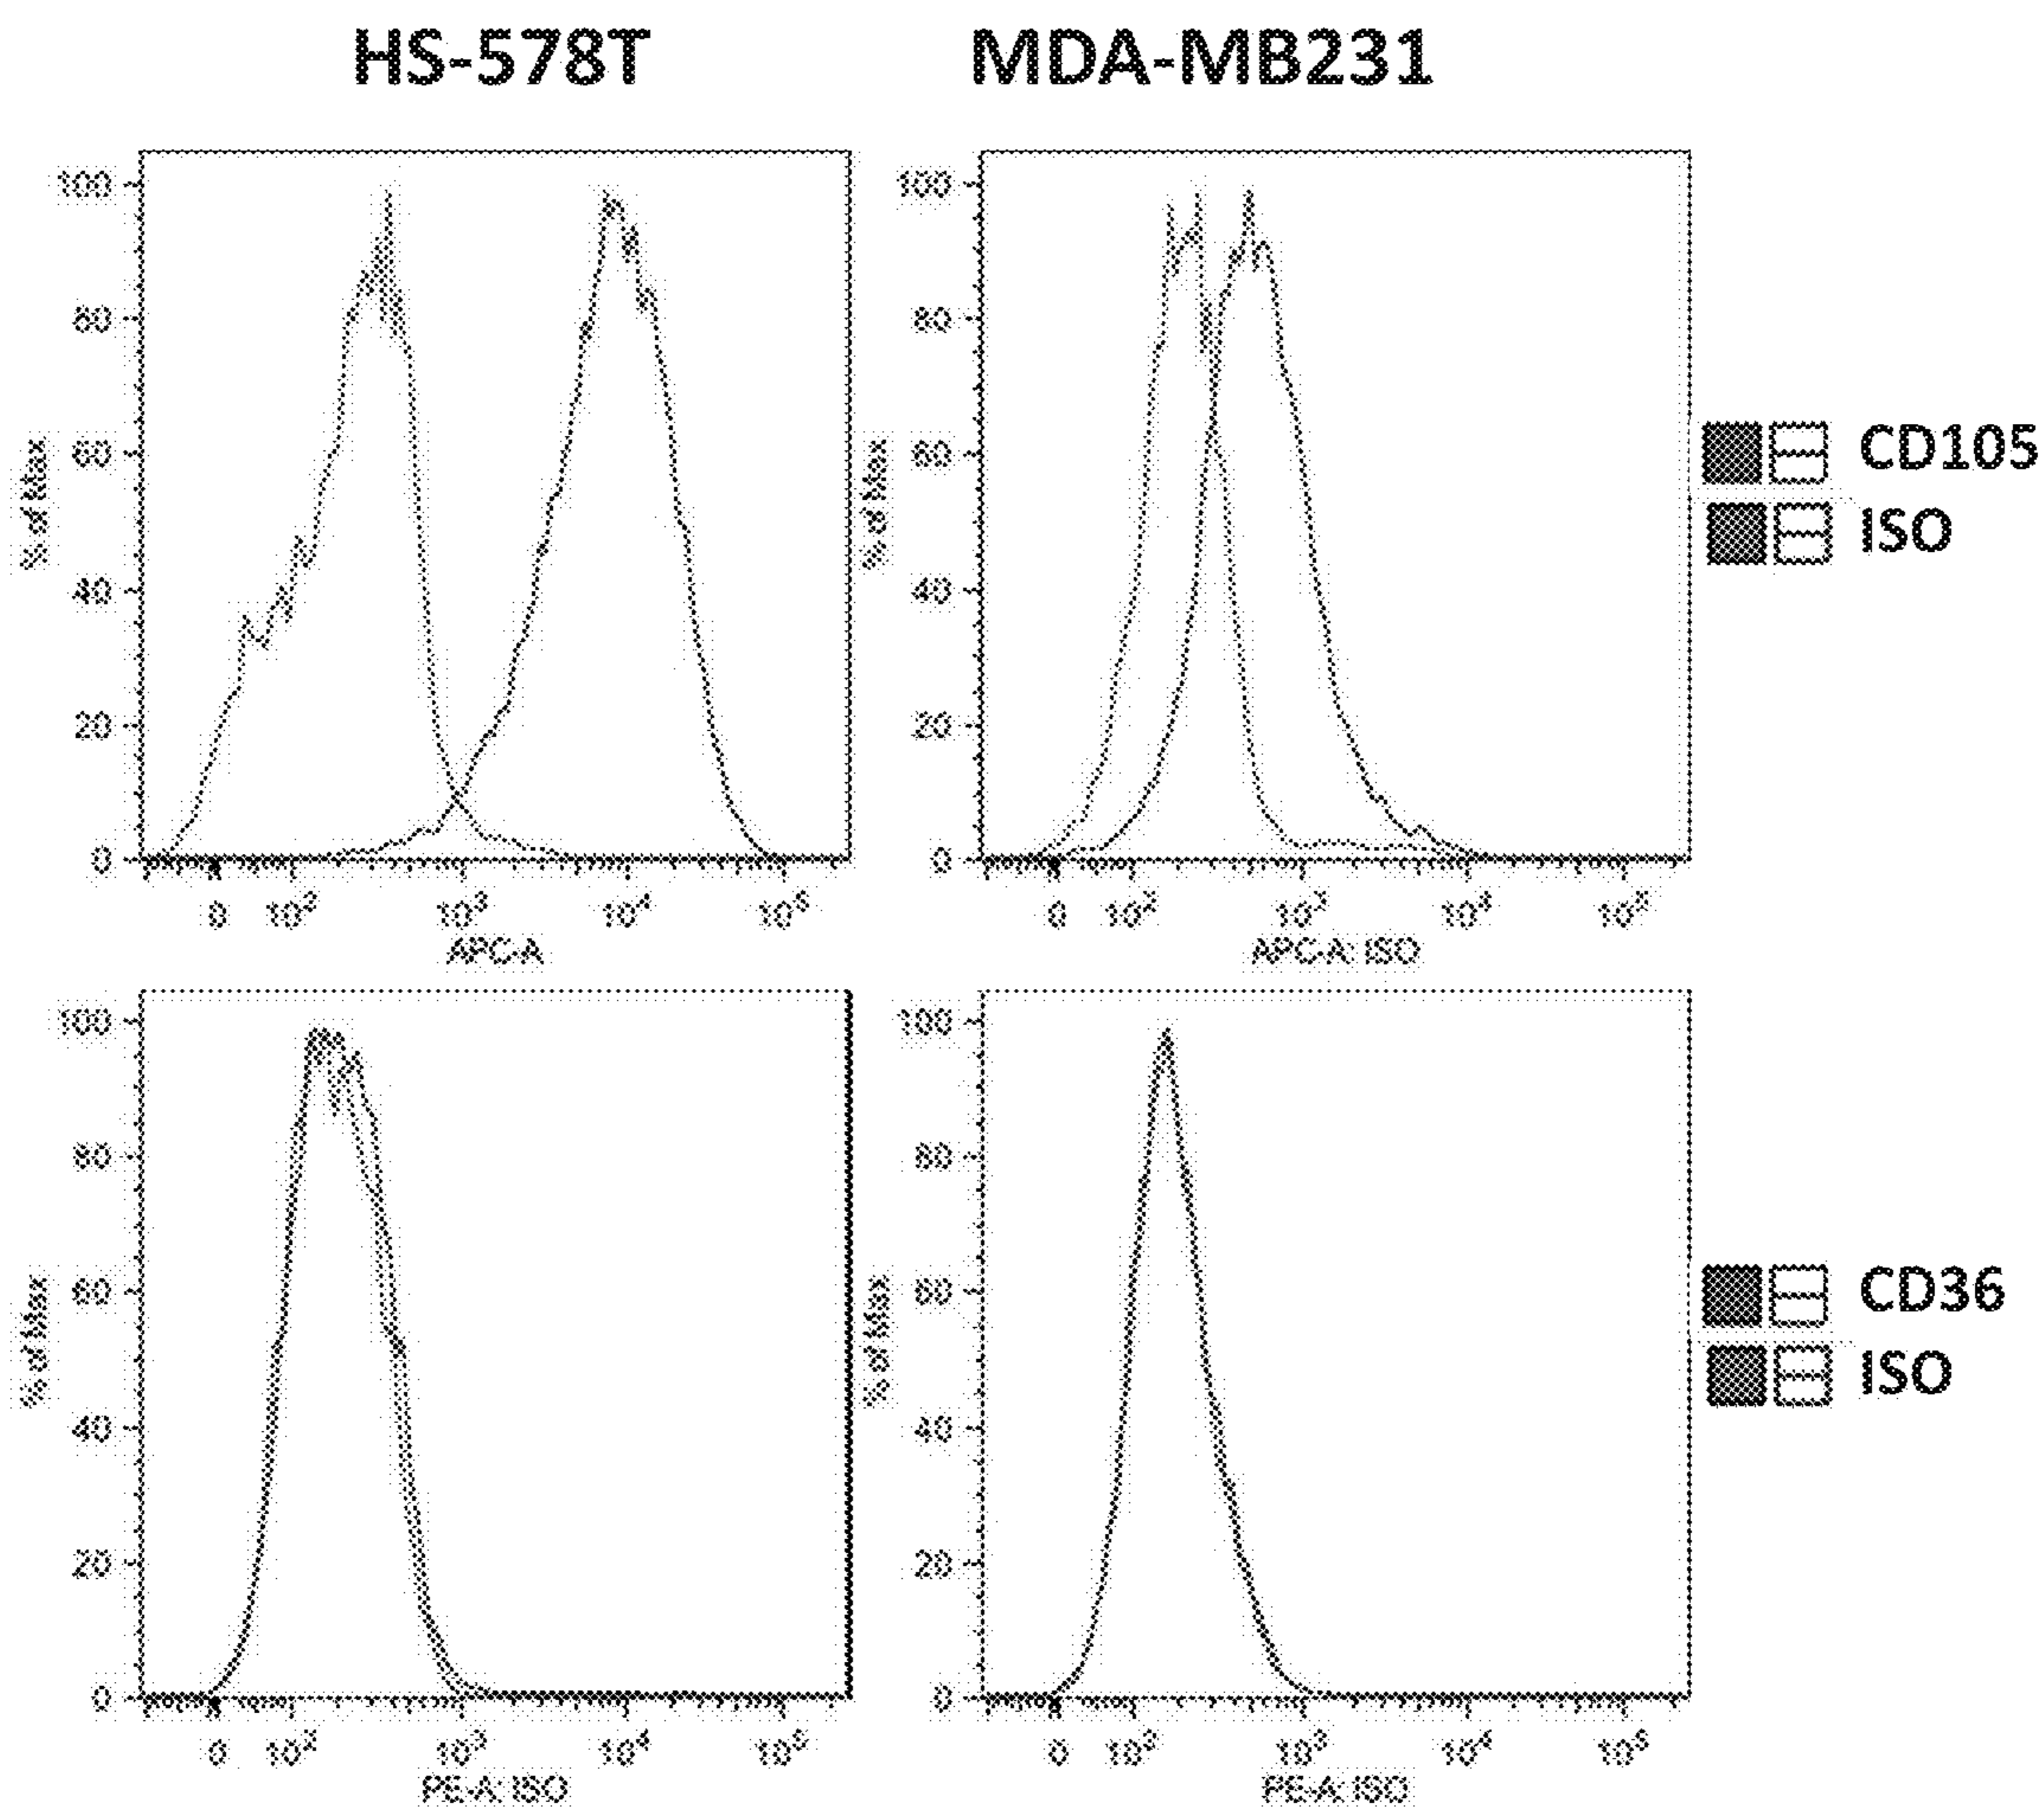 HS-578T MDA-MB231
100
80
60
40
20
0
% of Max
0 10² 10³ 10⁴ 10⁵
APC-A
100
80
60
40
20
0
% of Max
0 10² 10³ 10⁴ 10⁵
APC-A: ISO
CD105
ISO
100
80
60
40
20
0
% of Max
0 10² 10³ 10⁴ 10⁵
PE-A: ISO
100
80
60
40
20
0
% of Max
0 10² 10³ 10⁴ 10⁵
PE-A: ISO
CD36
ISO